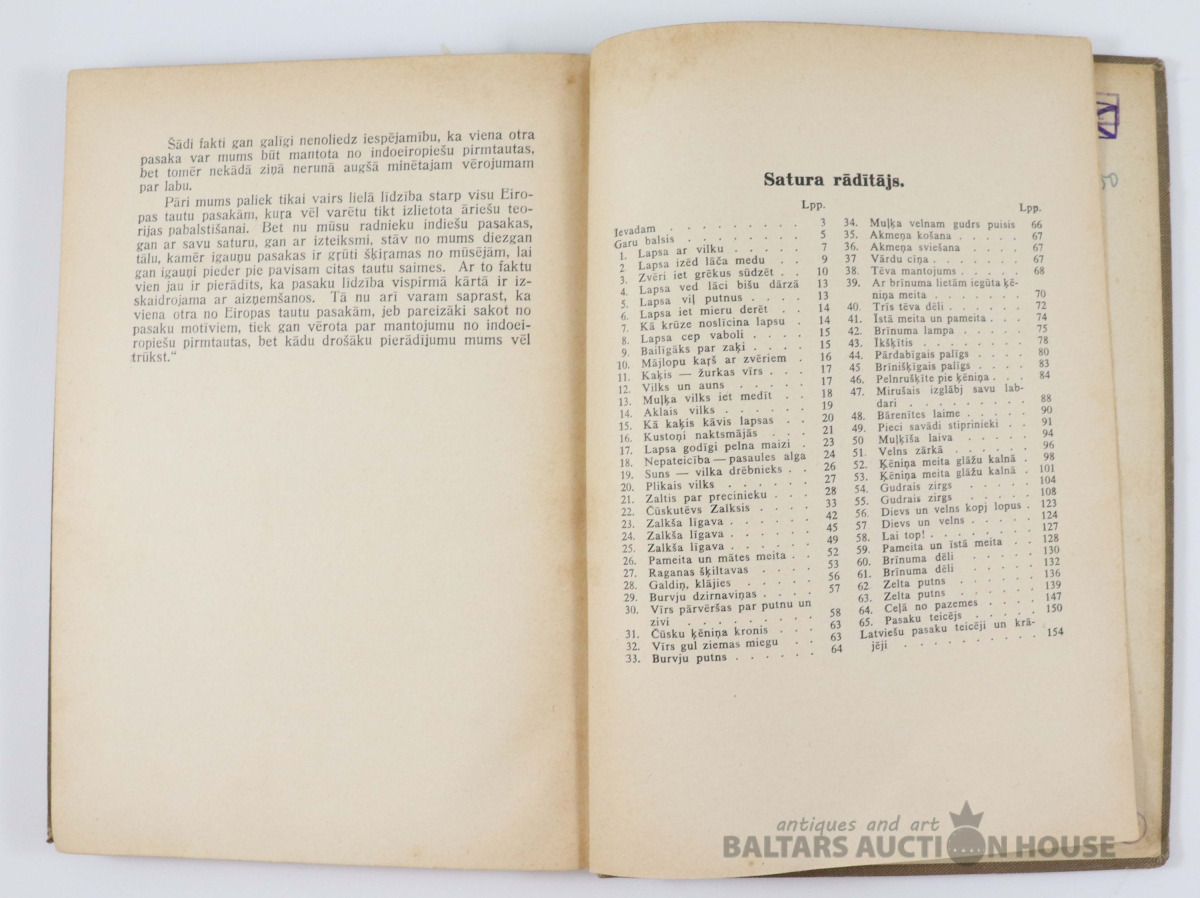 Šādi fakti gan galīgi nenoliedz iespējamību, ka viena otra
pasaka var mums būt mantota no indoeiropiešu pirmtautas,
bet tomēr nekādā ziņā nerunā augšā minētajam vērojumam
par labu.
Pāri mums paliek tikai vairs lielā līdzība starp visu Eiro-
pas tautu pasakām, kuŗa vēl varētu tikt izlietota āriešu teo-
rijas pabalstīšanai. Bet nu mūsu radnieku indiešu pasakas,
gan ar savu saturu, gan ar izteiksmi, stāv no mums diezgan
tālu, kamēr igauņu pasakas ir grūti šķiŗamas no mūsējām, lai
gan igauņi pieder pie pavisam citas tautu saimes. Ar to faktu
vien jau ir pierādīts, ka pasaku līdzība vispirmā kārtā ir iz-
skaidrojama ar aizņemšanos. Tā nu arī varam saprast, ka
viena otra no Eiropas tautu pasakām, jeb pareizāki sakot no
pasaku motīviem, tiek gan vērota par mantojumu no indoei-
ropiešu pirmtautas, bet kādu drošāku pierādījumu mums vēl
trūkst.“
Satura rādītājs.
Lpp.
Ievadam . . . . . . . . . 3
Garu balsis . . . . . . . . 5
1. Lapsa ar vilku . . . . . 7
2. Lapsa izēd lāča medu . . 9
3. Zvēri iet grēkus sūdzēt . . 10
4. Lapsa ved lāci bišu dārzā 13
5. Lapsa viļ putnus . . . . 13
6. Lapsa iet mieru derēt . . 14
7. Kā krūze noslīcina lapsu . 14
8. Lapsa cep vaboli . . . . 14
9. Bailīgāks par zaķi . . . . 15
10. Mājlopu kaŗš ar zvēriem . 16
11. Kaķis — žurkas vīrs . . . 17
12. Vilks un auns . . . . . 17
13. Muļķa vilks iet medīt . . 18
14. Aklais vilks . . . . . . 19
15. Kā kaķis kāvis lapsas . . 20
16. Kustoņi naktsmājās . . . 21
17. Lapsa godīgi pelna maizi . 23
18. Nepateicība — pasaules alga 24
19. Suns — vilka drēbnieks . . 26
20. Plikais vilks . . . . . . 27
21. Zaltis par precinieku . . . 28
22. Čūskutēvs Zalksis . . . . 33
23. Zalkša līgava . . . . . 42
24. Zalkša līgava . . . . . 45
25. Zalkša līgava . . . . . 49
26. Pameita un mātes meita . . 52
27. Raganas šķiltavas . . . . 53
28. Galdiņ, klājies . . . . . 56
29. Burvju dzirnaviņas . . . . 57
30. Vīrs pārvēršas par putnu un
zivi . . . . . . . . 58
31. Čūsku ķēniņa kronis . . . 63
32. Vīrs gul ziemas miegu . . 63
33. Burvju putns . . . . . . 64
Lpp.
34. Muļķa velnam gudrs puisis 66
35. Akmeņa košana . . . . . 67
36. Akmeņa sviešana . . . . 67
37 Vārdu cīņa . . . . . . 67
38. Tēva mantojums . . . . 68
39. Ar brīnuma lietām iegūta ķē-
niņa meita . . . . . 70
40. Trīs tēva dēli . . . . . 72
41. Īstā meita un pameita . . . 74
42. Brīnuma lampa . . . . . 75
43. Ikšķītis . . . . . . . 78
44. Pārdabīgais palīgs . . . . 80
45. Brīnišķīgais palīgs . . . . 83
46. Pelnrušķīte pie ķēniņa . . . 84
47. Mirušais izglābj savu lab-
dari . . . . . . . . 88
48. Bārenītes laime . . . . . 90
49. Pieci savādi stiprinieki . . 91
50 Muļķīša laiva . . . . . 94
51. Velns zārkā . . . . . . 96
52. Ķēniņa meita glāžu kalnā . 98
53. Ķēniņa meita glāžu kalnā . 101
54. Gudrais zirgs . . . . . 104
55. Gudrais zirgs . . . . . 108
56. Dievs un velns kopj lopus . 123
57. Dievs un velns . . . . . 124
58. Lai top! . . . . . . . 127
59. Pameita un īstā meita . . 128
60. Brīnuma dēli . . . . . 130
61. Brīnuma dēli . . . . . 132
62. Zelta putns . . . . . 136
63. Zelta putns . . . . . 139
64. Ceļā no pazemes . . . . 147
65. Pasaku teicējs . . . . . 150
Latviešu pasaku teicēji un krā-
jēji . . . . . . . . 154
antiques and art
BALTARS AUCTION HOUSE